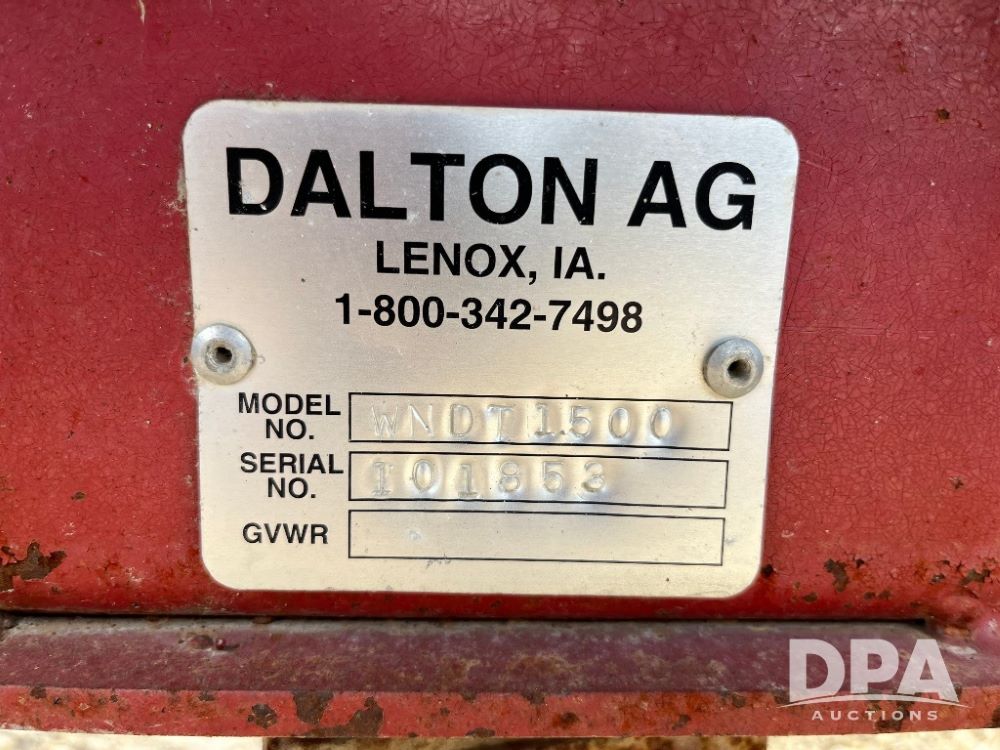 DALTON AG
LENOX, IA.
1-800-342-7498
MODEL NO. WNDT1500
SERIAL NO. 101853
GVWR
DPA
AUCTIONS